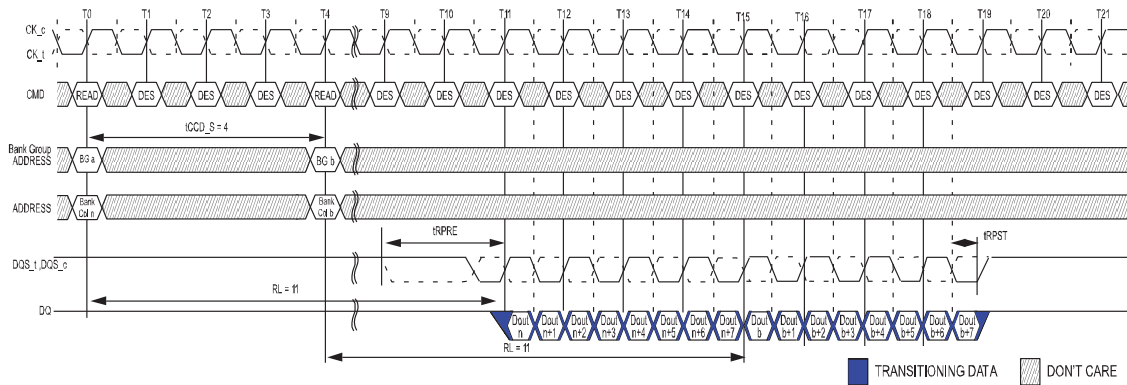 T0 T1 T2 T3 T4 T9 T10 T11 T12 T13 T14 T15 T16 T17 T18 T19 T20 T21
CK_c
CK_t
CMD READ DES DES DES READ DES DES DES DES DES DES DES DES DES DES DES DES DES
tCCD_S = 4
Bank Group
ADDRESS BG a BG b
ADDRESS Bank Bank
Col n Col b
tRPRE tRPST
DQS_t,DQS_c
RL = 11
DQ Dout Dout Dout Dout Dout Dout Dout Dout Dout Dout Dout Dout Dout Dout Dout Dout
n n+1 n+2 n+3 n+4 n+5 n+6 n+7 b b+1 b+2 b+3 b+4 b+5 b+6 b+7
RL = 11
TRANSITIONING DATA DON'T CARE